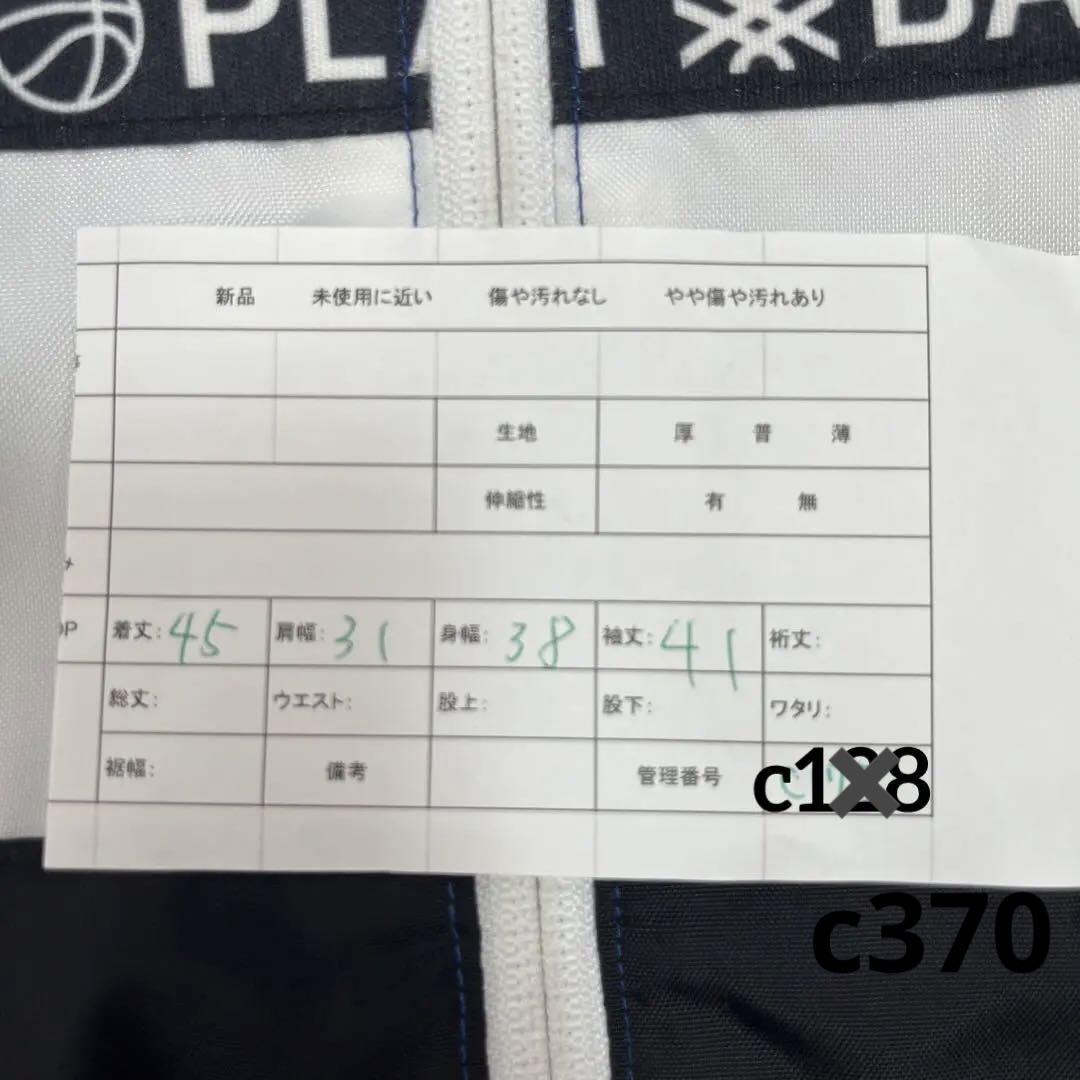 PLAY BA
新品 未使用に近い 傷や汚れなし やや傷や汚れあり
生地 厚 普 薄
伸縮性 有 無
OP 着丈: 45 肩幅: 31 身幅: 38 袖丈: 41 裄丈:
総丈: ウエスト: 股上: 股下: ワタリ:
裾幅: 備考 管理番号 c128
c370